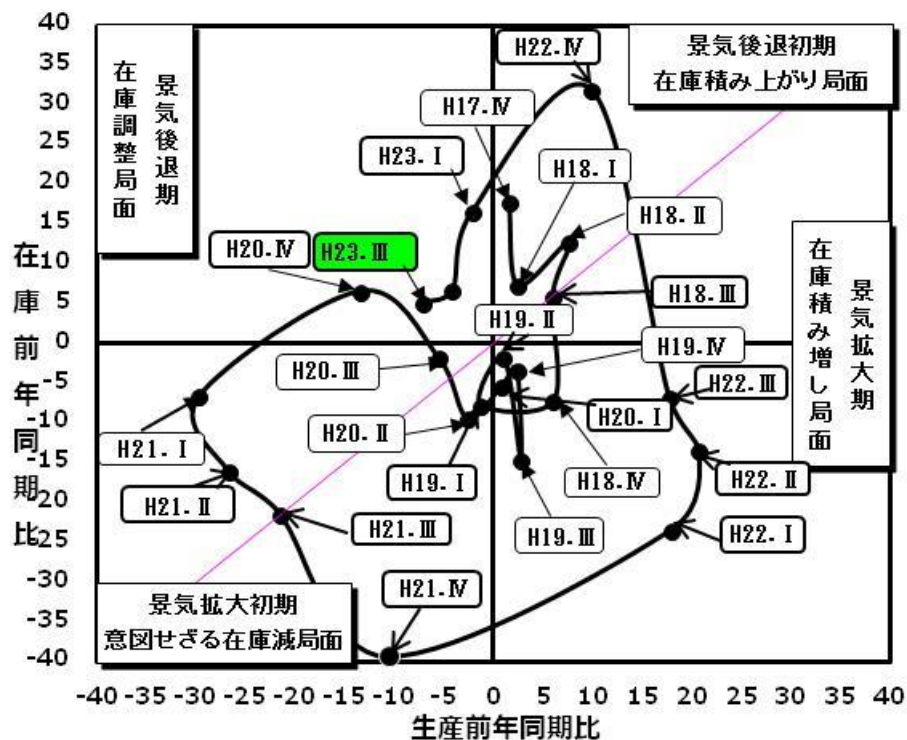 40
35
30
25
20
15
10
5
0
-5
-10
-15
-20
-25
-30
-35
-40
在庫前年同期比
景気後退期
在庫調整局面
景気後退初期
在庫積み上がり局面
景気拡大期
在庫積み増し局面
景気拡大初期
意図せざる在庫減局面
H22.Ⅳ
H17.Ⅳ
H23.Ⅰ
H18.Ⅰ
H18.Ⅱ
H20.Ⅳ
H23.Ⅲ
H18.Ⅲ
H19.Ⅱ
H19.Ⅳ
H20.Ⅲ
H22.Ⅲ
H20.Ⅱ
H20.Ⅰ
H21.Ⅰ
H19.Ⅰ
H18.Ⅳ
H22.Ⅱ
H21.Ⅱ
H21.Ⅲ
H19.Ⅲ
H22.Ⅰ
H21.Ⅳ
-40 -35 -30 -25 -20 -15 -10 -5 0 5 10 15 20 25 30 35 40
生産前年同期比